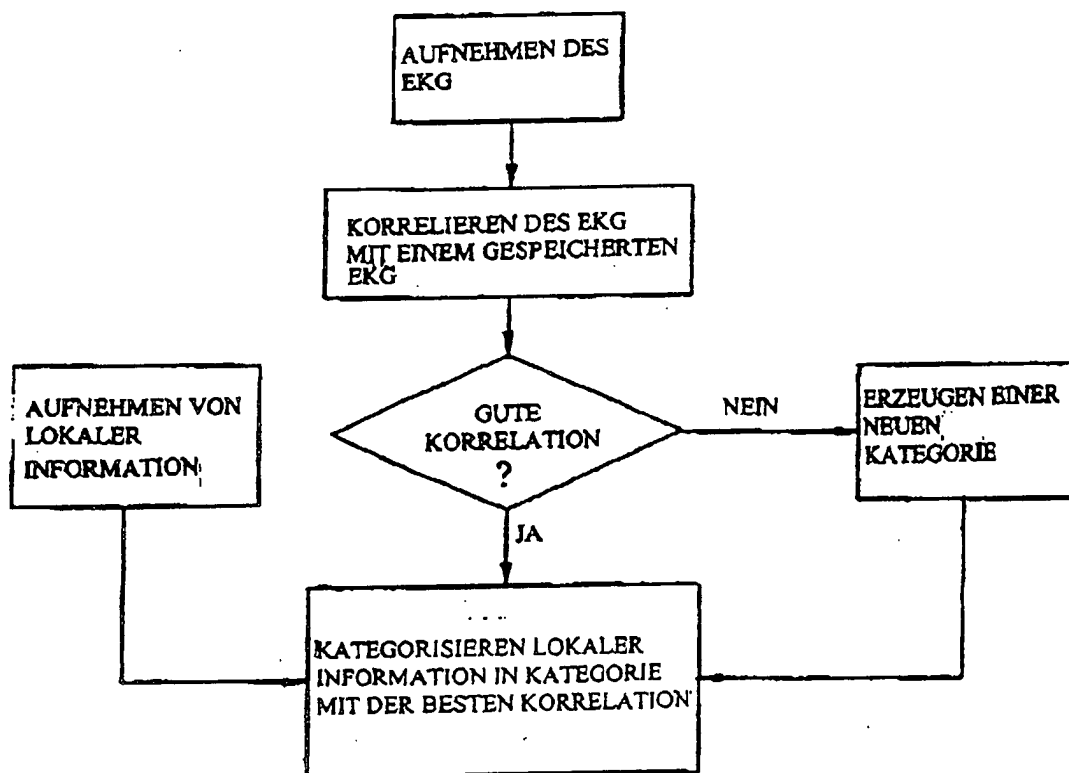 AUFNEHMEN DES
EKG
KORRELIEREN DES EKG
MIT EINEM GESPEICHERTEN
EKG
AUFNEHMEN VON
LOKALER
INFORMATION
GUTE
KORRELATION
?
NEIN
ERZEUGEN EINER
NEUEN
KATEGORIE
JA
KATEGORISIEREN LOKALER
INFORMATION IN KATEGORIE
MIT DER BESTEN KORRELATION